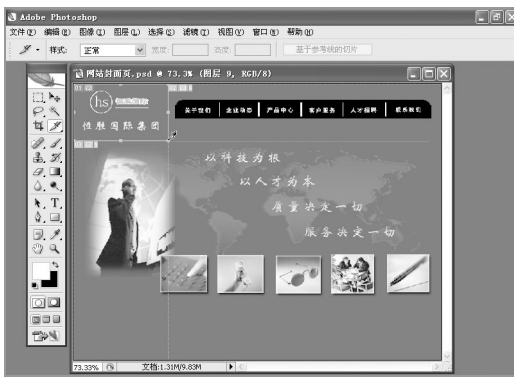 Adobe Photoshop
文件(F) 编辑(E) 图像(I) 图层(L) 选择(S) 滤镜(T) 视图(V) 窗口(W) 帮助(H)
样式: 正常 宽度: 高度: 基于参考线的切片
网站封面页.psd @ 73.3% (图层 9, RGB/8)
hs
关于我们 企业动态 产品中心 客户服务 人才招聘 联系我们
恒胜国际集团
以科技为根
以人才为本
质量决定一切
服务决定一切
73.33% 文档:1.31M/9.83M